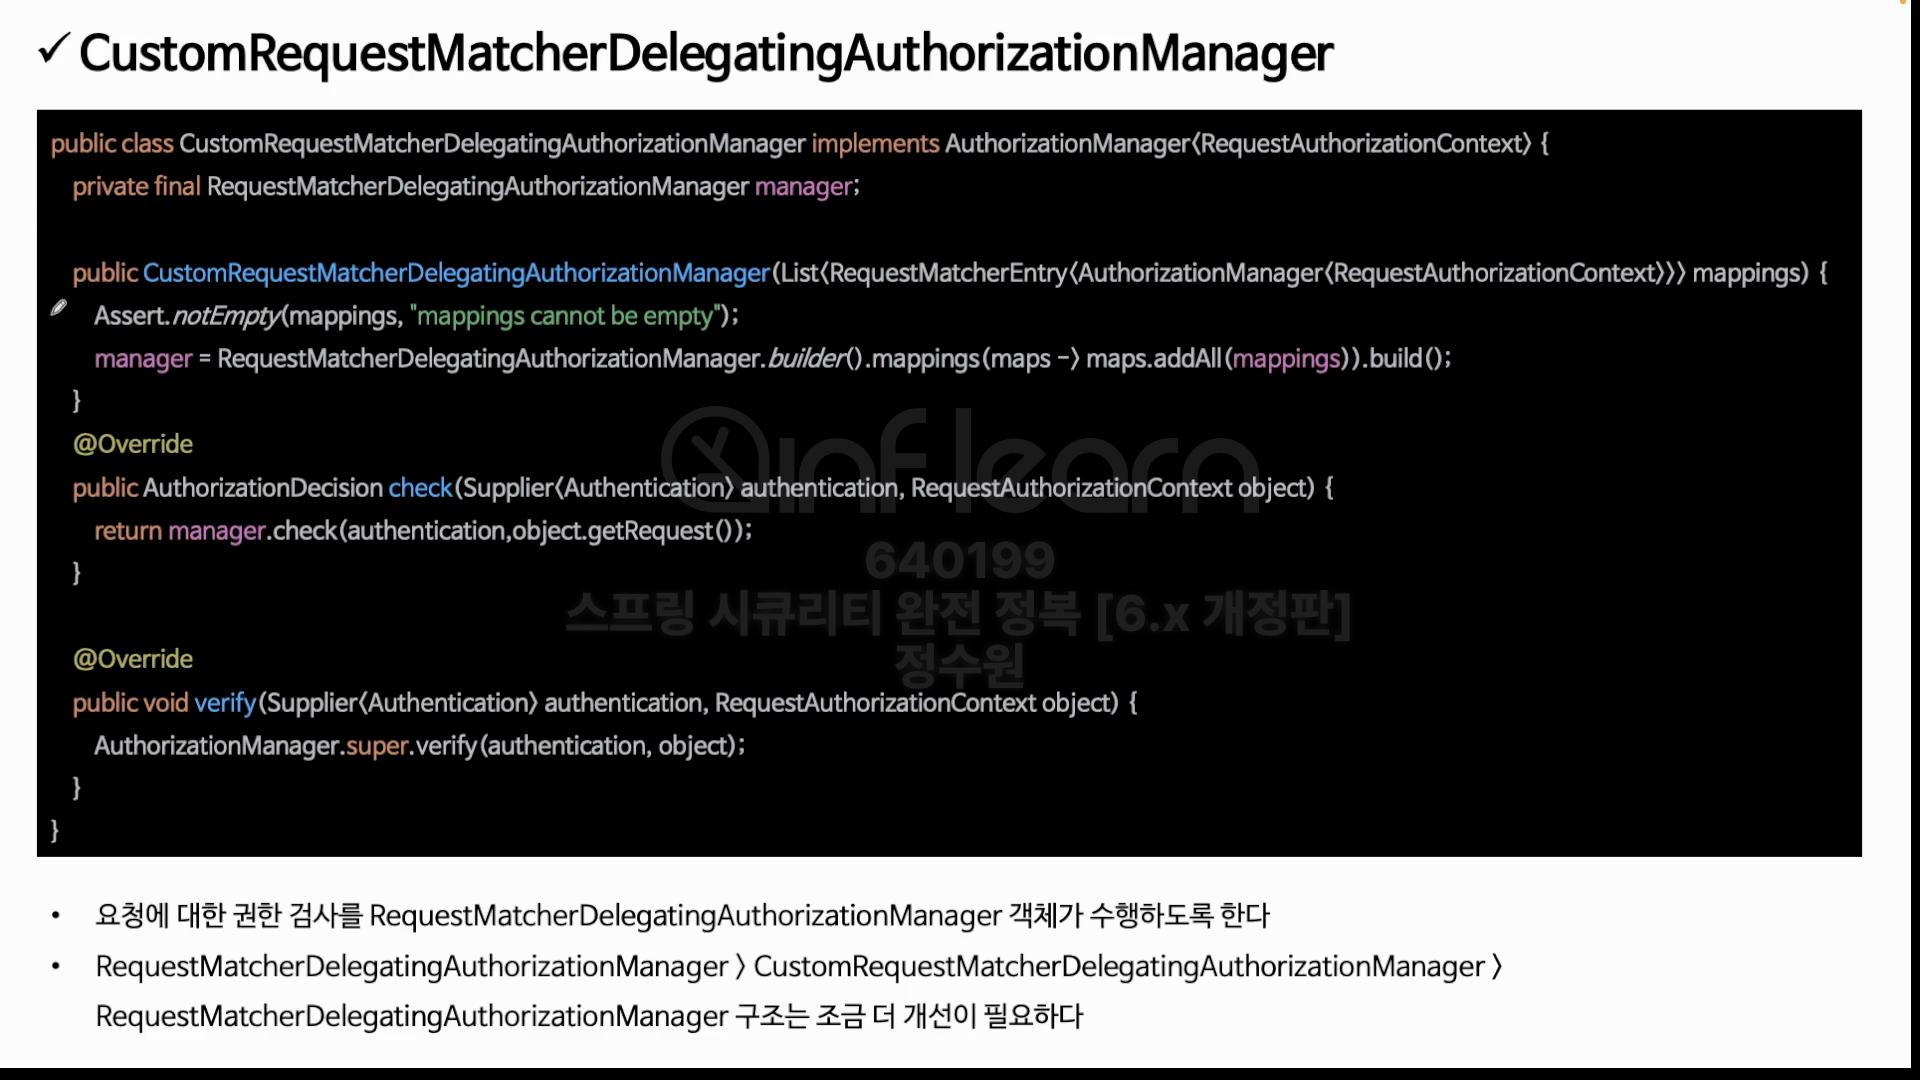 ✓ CustomRequestMatcherDelegatingAuthorizationManager
public class CustomRequestMatcherDelegatingAuthorizationManager implements AuthorizationManager<RequestAuthorizationContext> {
private final RequestMatcherDelegatingAuthorizationManager manager;
public CustomRequestMatcherDelegatingAuthorizationManager(List<RequestMatcherEntry<AuthorizationManager<RequestAuthorizationContext>>> mappings) {
Assert.notEmpty(mappings, "mappings cannot be empty");
manager = RequestMatcherDelegatingAuthorizationManager.builder().mappings(maps -> maps.addAll(mappings)).build();
}
@Override
public AuthorizationDecision check(Supplier<Authentication> authentication, RequestAuthorizationContext object) {
return manager.check(authentication,object.getRequest());
}
@Override
public void verify(Supplier<Authentication> authentication, RequestAuthorizationContext object) {
AuthorizationManager.super.verify(authentication, object);
}
}
inflearn
640199
스프링 시큐리티 완전 정복 [6.x 개정판]
정수원
• 요청에 대한 권한 검사를 RequestMatcherDelegatingAuthorizationManager 객체가 수행하도록 한다
• RequestMatcherDelegatingAuthorizationManager > CustomRequestMatcherDelegatingAuthorizationManager >
RequestMatcherDelegatingAuthorizationManager 구조는 조금 더 개선이 필요하다